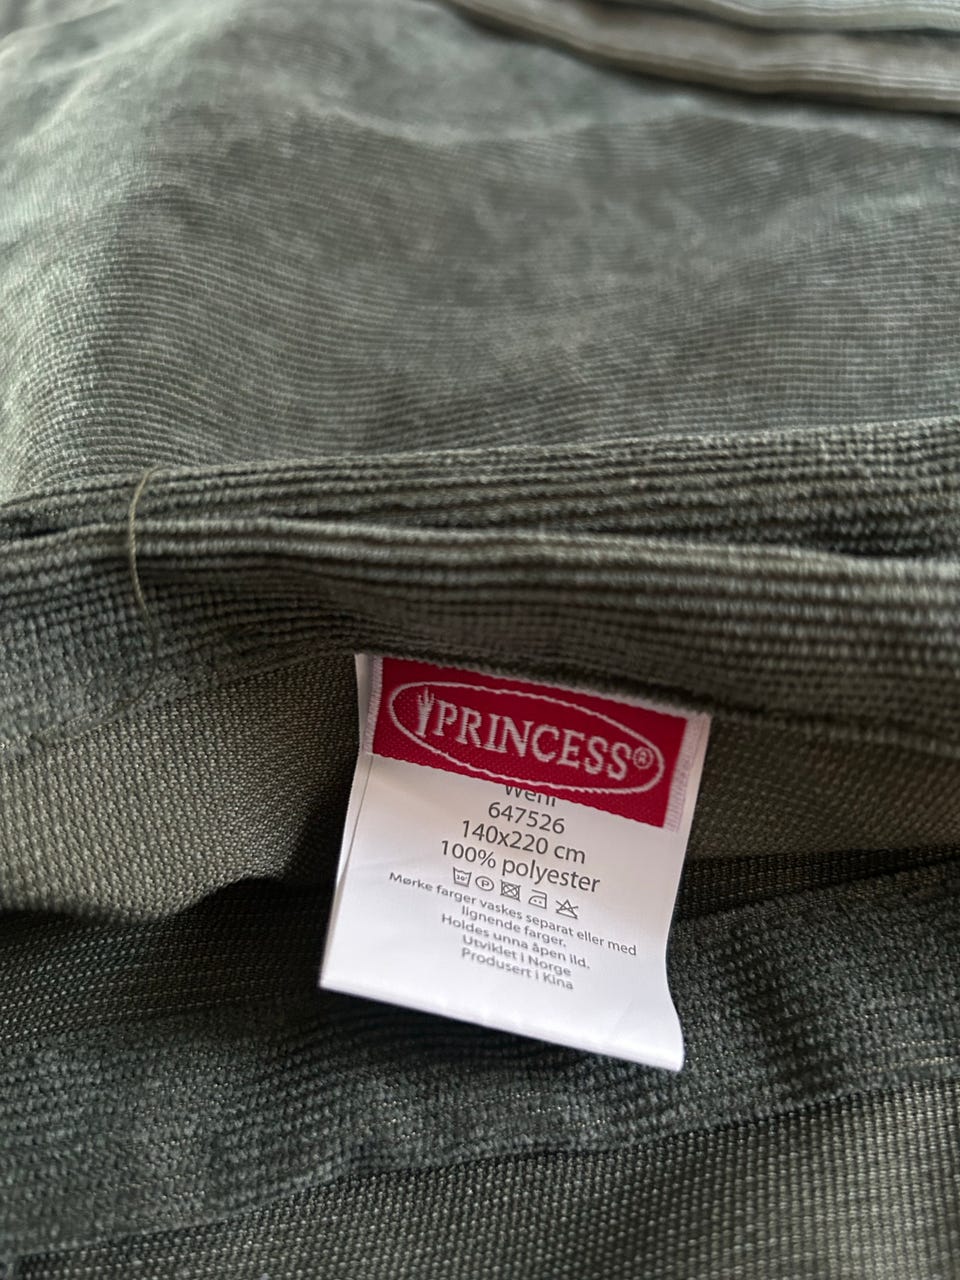 PRINCESS®
647526
140x220 cm
100% polyester
Mørke farger vaskes separat eller med
lignende farger.
Holdes unna åpen ild.
Utviklet i Norge
Produsert i Kina